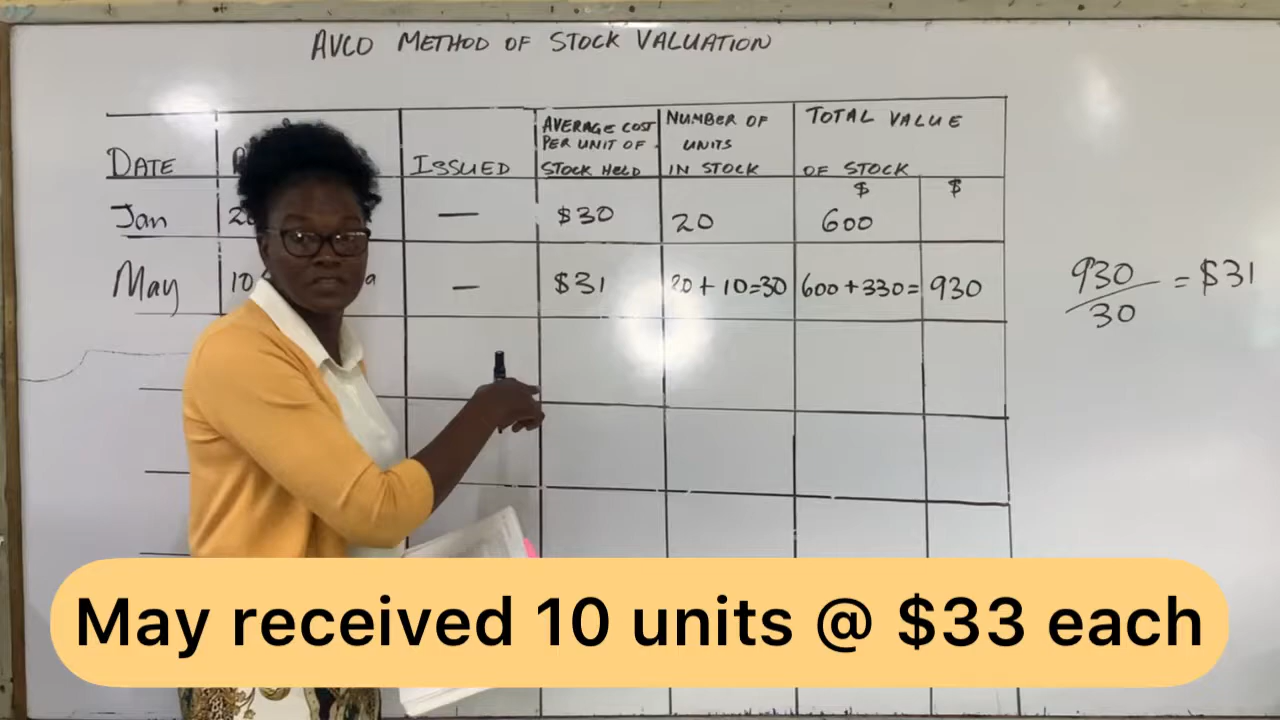 AVCO METHOD OF STOCK VALUATION
DATE
ISSUED
AVERAGE COST
PER UNIT OF
STOCK HELD
NUMBER OF
UNITS
IN STOCK
TOTAL VALUE
OF STOCK
$ $
Jan — $30 20 600
May 10 — $31 20 + 10=30 600+330= 930
930
30
= $31
May received 10 units @ $33 each